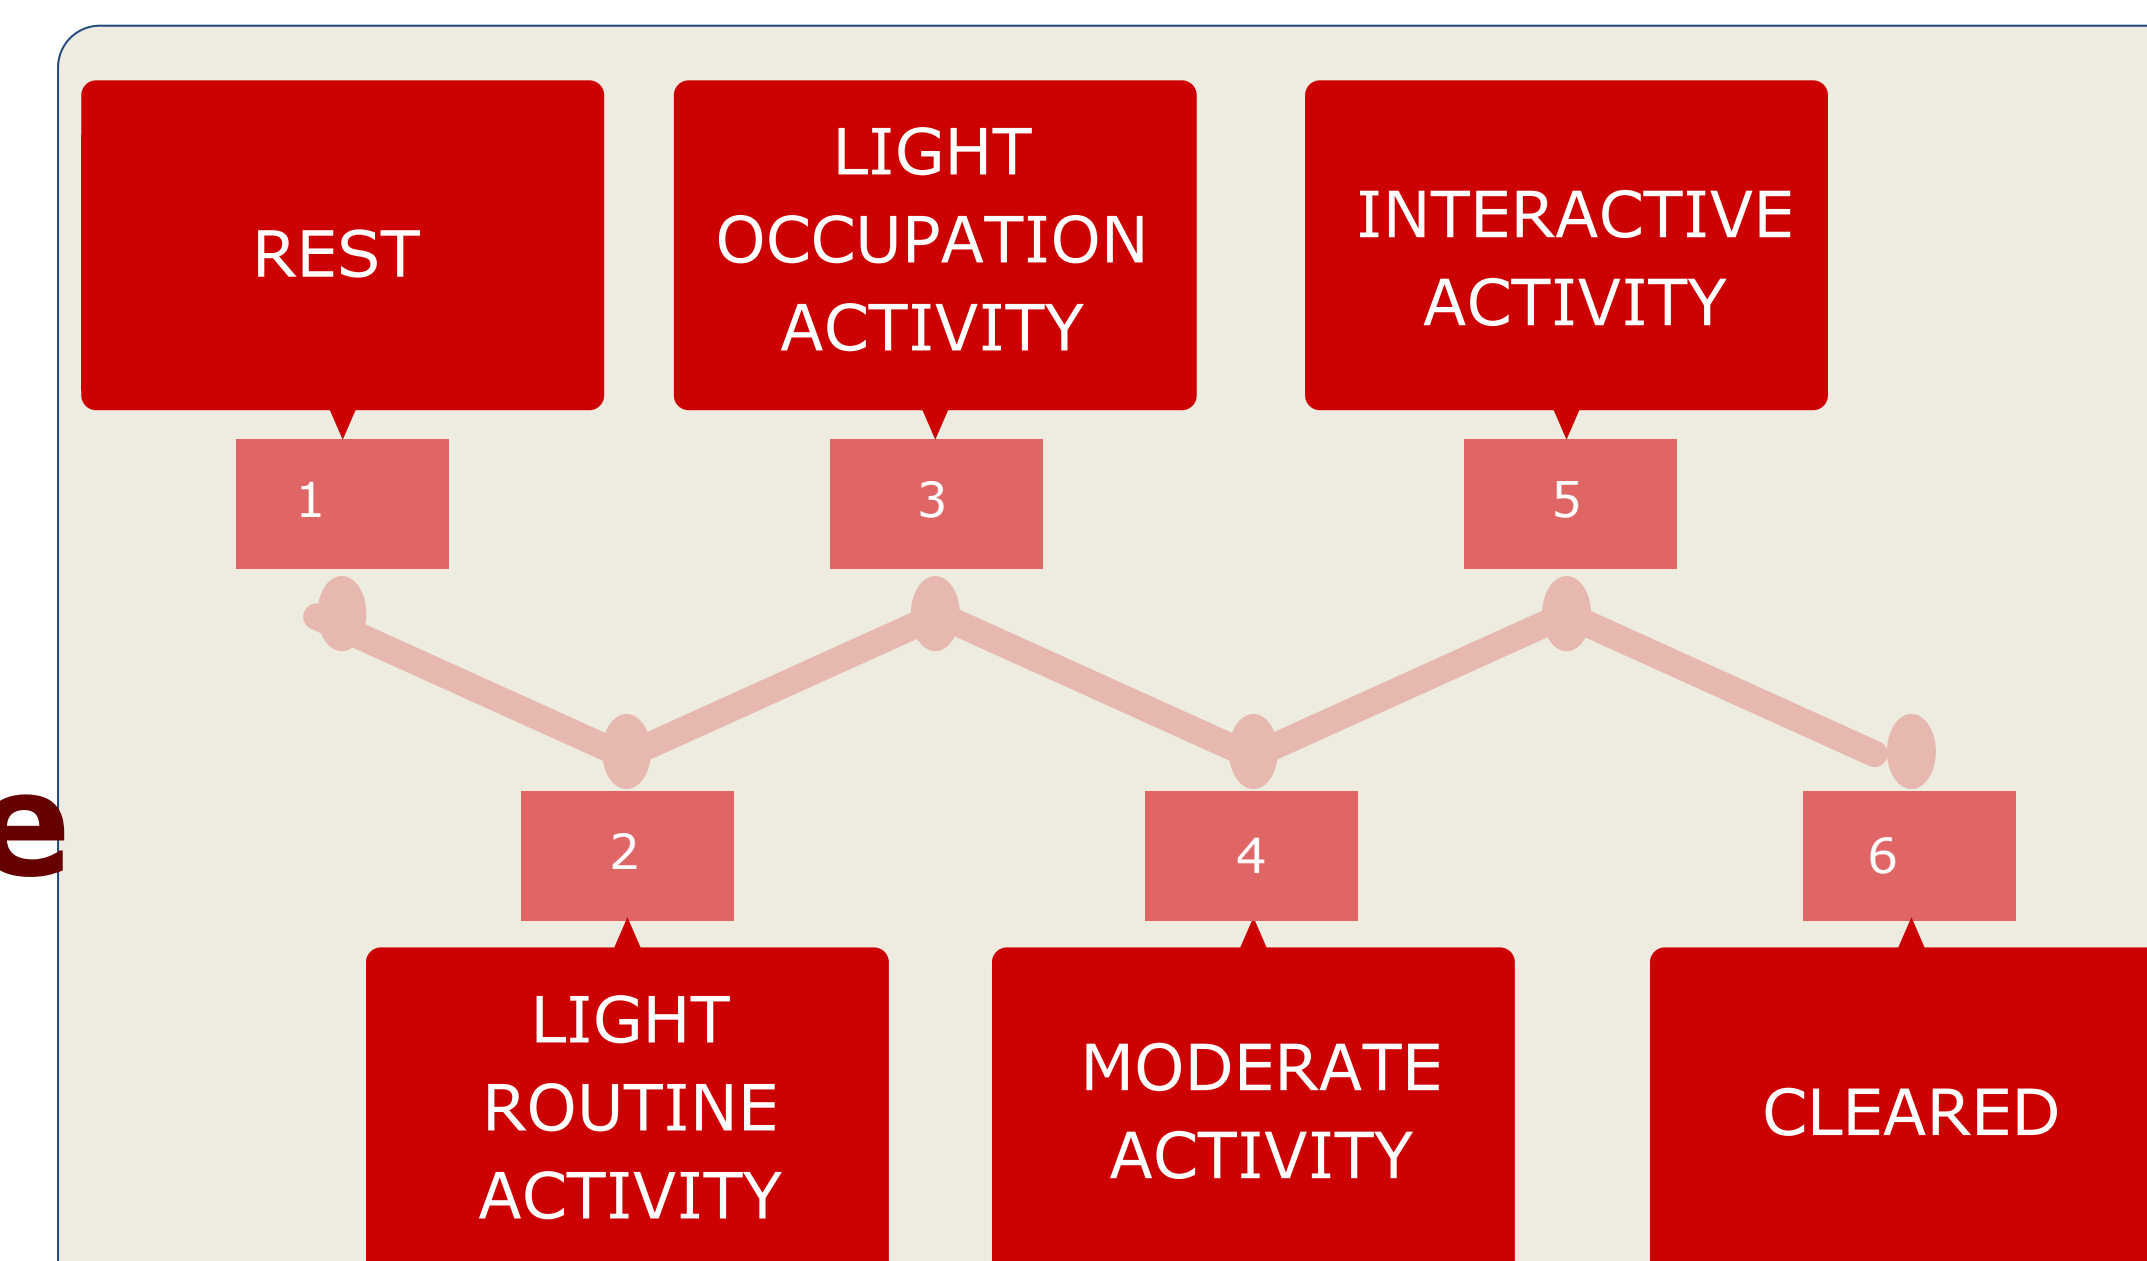 REST
LIGHT
OCCUPATION
ACTIVITY
INTERACTIVE
ACTIVITY
1
3
5
e
2
4
6
LIGHT
ROUTINE
ACTIVITY
MODERATE
ACTIVITY
CLEARED